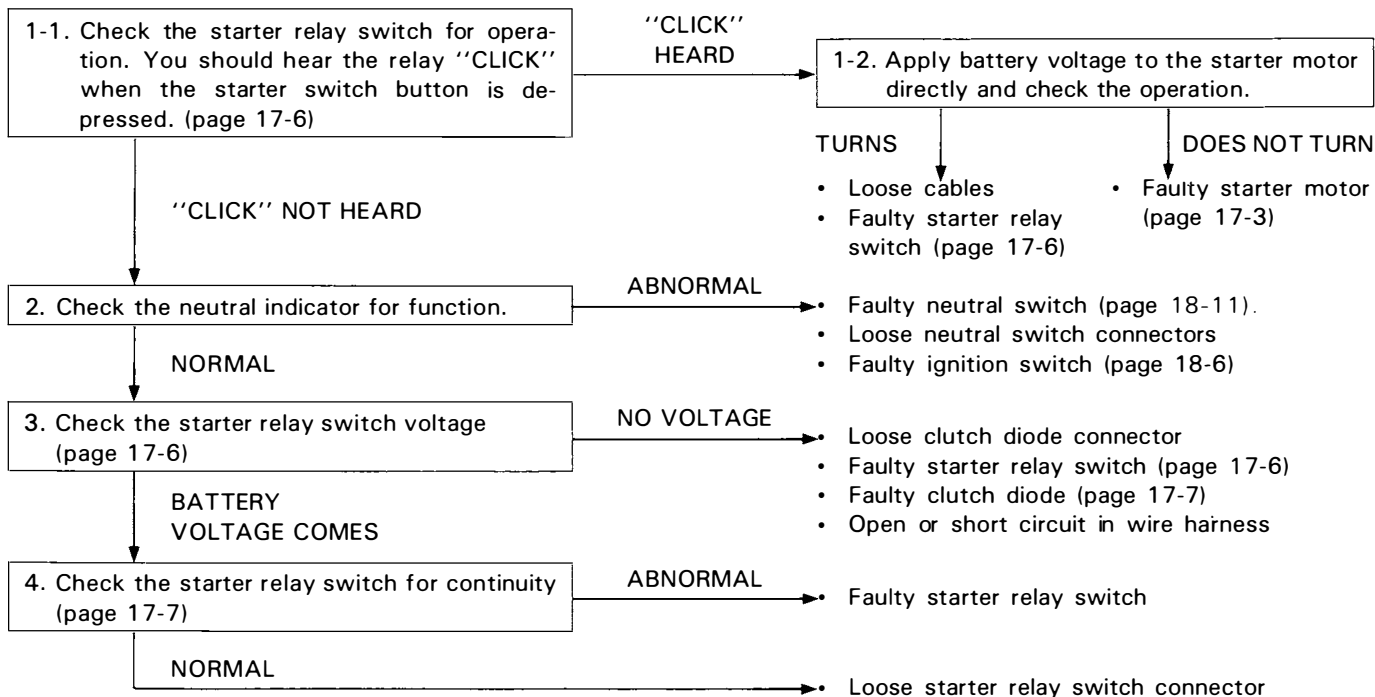 1-1. Check the starter relay switch for opera-
tion. You should hear the relay ''CLICK''
when the starter switch button is de-
pressed. (page 17-6)
''CLICK''
HEARD
1-2. Apply battery voltage to the starter motor
directly and check the operation.
TURNS
DOES NOT TURN
• Loose cables
• Faulty starter relay
switch (page 17-6)
• Faulty starter motor
(page 17-3)
''CLICK'' NOT HEARD
2. Check the neutral indicator for function.
ABNORMAL
• Faulty neutral switch (page 18-11).
• Loose neutral switch connectors
• Faulty ignition switch (page 18-6)
NORMAL
3. Check the starter relay switch voltage
(page 17-6)
NO VOLTAGE
• Loose clutch diode connector
• Faulty starter relay switch (page 17-6)
• Faulty clutch diode (page 17-7)
• Open or short circuit in wire harness
BATTERY
VOLTAGE COMES
4. Check the starter relay switch for continuity
(page 17-7)
ABNORMAL
• Faulty starter relay switch
NORMAL
• Loose starter relay switch connector